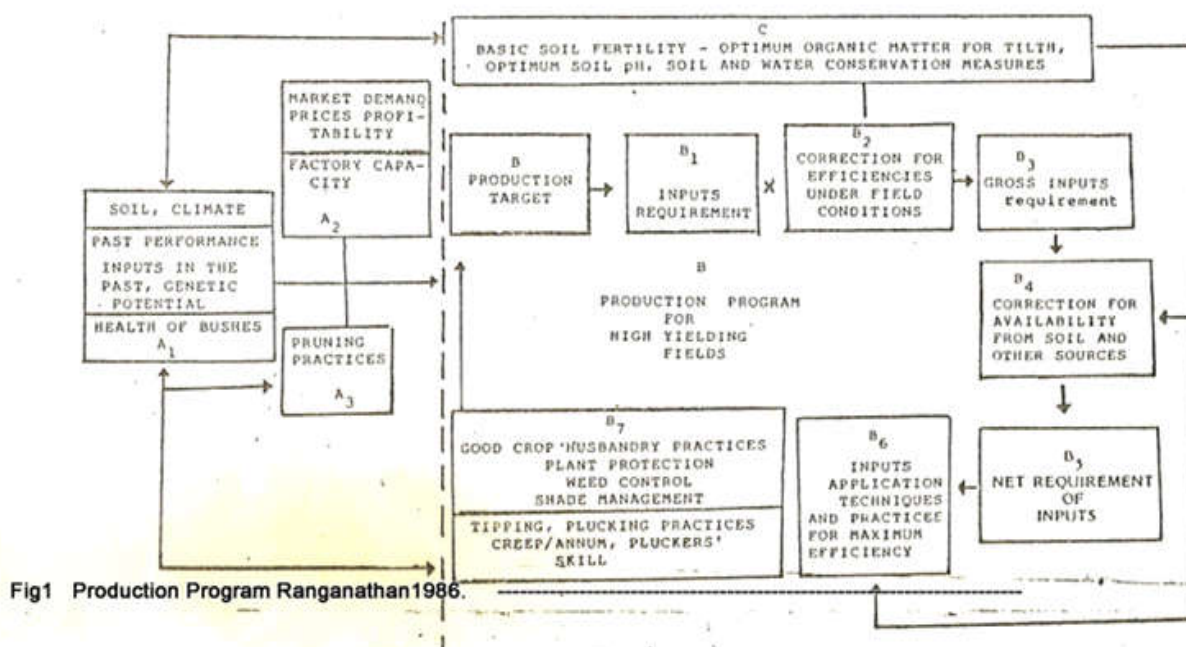 C
BASIC SOIL FERTILITY - OPTIMUM ORGANIC MATTER FOR TILTH,
OPTIMUM SOIL pH, SOIL AND WATER CONSERVATION MEASURES
MARKET DEMAND
PRICES PROFI-
TABILITY
FACTORY CAPA-
CITY
A2
SOIL, CLIMATE
PAST PERFORMANCE
INPUTS IN THE
PAST, GENETIC
POTENTIAL
HEALTH OF BUSHES
A1
PRUNING
PRACTICES
A3
B
PRODUCTION
TARGET
B1
INPUTS
REQUIREMENT
X
B2
CORRECTION FOR
EFFICIENCIES
UNDER FIELD
CONDITIONS
B3
GROSS INPUTS
requirement
B4
CORRECTION FOR
AVAILABILITY
FROM SOIL AND
OTHER SOURCES
B
PRODUCTION PROGRAM
FOR
HIGH YIELDING
FIELDS
B7
GOOD CROP HUSBANDRY PRACTICES
PLANT PROTECTION
WEED CONTROL
SHADE MANAGEMENT
TIPPING, PLUCKING PRACTICES
CREEP/ANNUM, PLUCKERS'
SKILL
B6
INPUTS
APPLICATION
TECHNIQUES
AND PRACTICEE
FOR MAXIMUM
EFFICIENCY
B5
NET REQUIREMENT
OF
INPUTS
Fig1 Production Program Ranganathan1986.